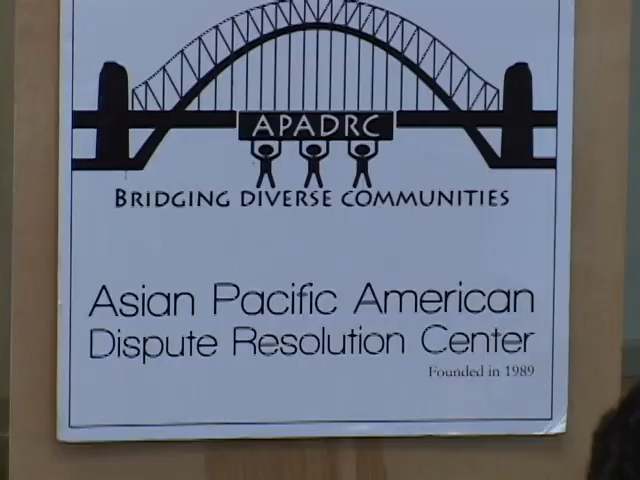 APADRC
BRIDGING DIVERSE COMMUNITIES
Asian Pacific American
Dispute Resolution Center
Founded in 1989